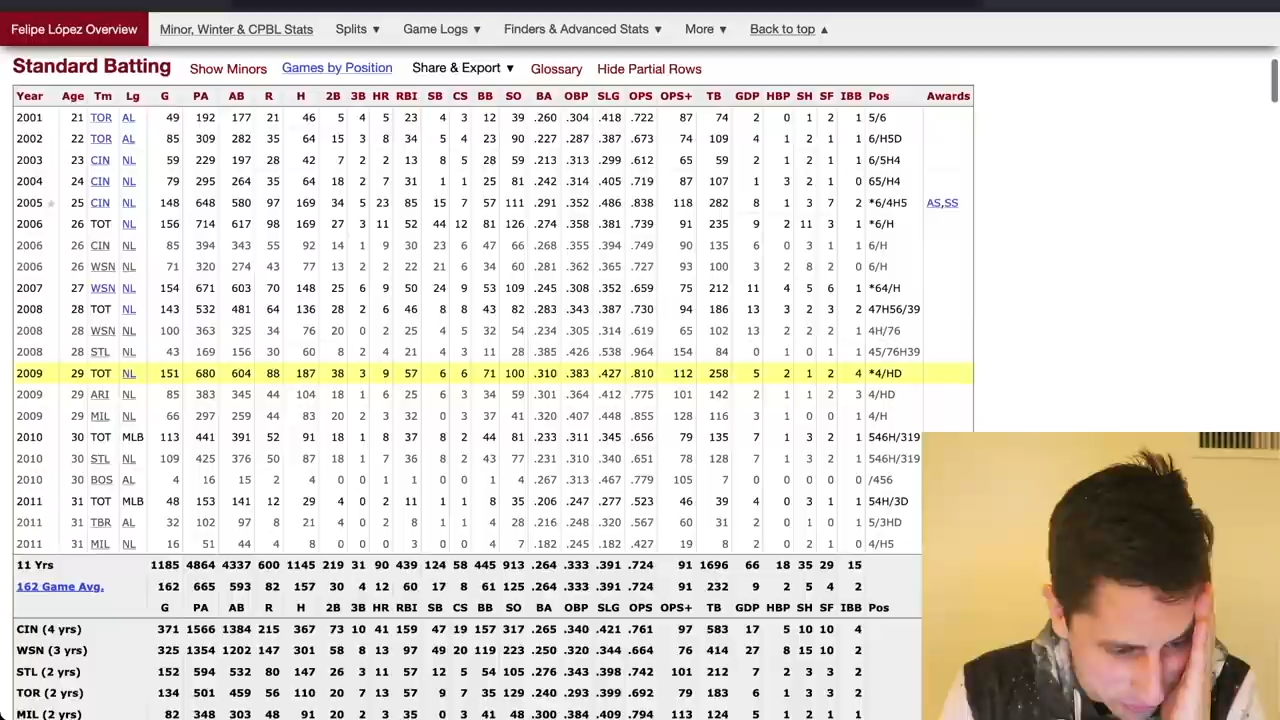 Felipe López Overview Minor, Winter & CPBL Stats Splits ▼ Game Logs ▼ Finders & Advanced Stats ▼ More ▼ Back to top ▲
Standard Batting Show Minors Games by Position Share & Export ▼ Glossary Hide Partial Rows
Year Age Tm Lg G PA AB R H 2B 3B HR RBI SB CS BB SO BA OBP SLG OPS OPS+ TB GDP HBP SH SF IBB Pos Awards
2001 21 TOR AL 49 192 177 21 46 5 4 5 23 4 3 12 39 .260 .304 .418 .722 87 74 2 0 1 2 1 5/6
2002 22 TOR AL 85 309 282 35 64 15 3 8 34 5 4 23 90 .227 .287 .387 .673 74 109 4 1 2 1 1 6/H5D
2003 23 CIN NL 59 229 197 28 42 7 2 2 13 8 5 28 59 .213 .313 .299 .612 65 59 2 1 2 1 1 6/5H4
2004 24 CIN NL 79 295 264 35 64 18 2 7 31 1 1 25 81 .242 .314 .405 .719 87 107 1 3 2 1 0 65/H4
2005 ★ 25 CIN NL 148 648 580 97 169 34 5 23 85 15 7 57 111 .291 .352 .486 .838 118 282 8 1 3 7 2 *6/4H5 AS,SS
2006 26 TOT NL 156 714 617 98 169 27 3 11 52 44 12 81 126 .274 .358 .381 .739 91 235 9 2 11 3 1 *6/H
2006 26 CIN NL 85 394 343 55 92 14 1 9 30 23 6 47 66 .268 .355 .394 .749 90 135 6 0 3 1 1 6/H
2006 26 WSN NL 71 320 274 43 77 13 2 2 22 21 6 34 60 .281 .362 .365 .727 93 100 3 2 8 2 0 6/H
2007 27 WSN NL 154 671 603 70 148 25 6 9 50 24 9 53 109 .245 .308 .352 .659 75 212 11 4 5 6 1 *64/H
2008 28 TOT NL 143 532 481 64 136 28 2 6 46 8 8 43 82 .283 .343 .387 .730 94 186 13 3 2 3 2 47H56/39
2008 28 WSN NL 100 363 325 34 76 20 0 2 25 4 5 32 54 .234 .305 .314 .619 65 102 13 2 2 2 1 4H/76
2008 28 STL NL 43 169 156 30 60 8 2 4 21 4 3 11 28 .385 .426 .538 .964 154 84 0 1 0 1 1 45/76H39
2009 29 TOT NL 151 680 604 88 187 38 3 9 57 6 6 71 100 .310 .383 .427 .810 112 258 5 2 1 2 4 *4/HD
2009 29 ARI NL 85 383 345 44 104 18 1 6 25 6 3 34 59 .301 .364 .412 .775 101 142 2 1 1 2 3 4/HD
2009 29 MIL NL 66 297 259 44 83 20 2 3 32 0 3 37 41 .320 .407 .448 .855 128 116 3 1 0 0 1 4/H
2010 30 TOT MLB 113 441 391 52 91 18 1 8 37 8 2 44 81 .233 .311 .345 .656 79 135 7 1 3 2 1 546H/319
2010 30 STL NL 109 425 376 50 87 18 1 7 36 8 2 43 77 .231 .310 .340 .651 78 128 7 1 3 2 1 546H/319
2010 30 BOS AL 4 16 15 2 4 0 0 1 1 0 0 1 4 .267 .313 .467 .779 105 7 0 0 0 0 0 /456
2011 31 TOT MLB 48 153 141 12 29 4 0 2 11 1 1 8 35 .206 .247 .277 .523 46 39 4 0 3 1 1 54H/3D
2011 31 TBR AL 32 102 97 8 21 4 0 2 8 1 1 4 28 .216 .248 .320 .567 60 31 2 0 1 0 1 5/3HD
2011 31 MIL NL 16 51 44 4 8 0 0 0 3 0 0 4 7 .182 .245 .182 .427 19 8 2 0 2 1 0 4/H5
11 Yrs 1185 4864 4337 600 1145 219 31 90 439 124 58 445 913 .264 .333 .391 .724 91 1696 66 18 35 29 15
162 Game Avg. 162 665 593 82 157 30 4 12 60 17 8 61 125 .264 .333 .391 .724 91 232 9 2 5 4 2
G PA AB R H 2B 3B HR RBI SB CS BB SO BA OBP SLG OPS OPS+ TB GDP HBP SH SF IBB Pos
CIN (4 yrs) 371 1566 1384 215 367 73 10 41 159 47 19 157 317 .265 .340 .421 .761 97 583 17 5 10 10 4
WSN (3 yrs) 325 1354 1202 147 301 58 8 13 97 49 20 119 223 .250 .320 .344 .664 76 414 27 8 15 10 2
STL (2 yrs) 152 594 532 80 147 26 3 11 57 12 5 54 105 .276 .343 .398 .742 101 212 7 2 3 3 2
TOR (2 yrs) 134 501 459 56 110 20 7 13 57 9 7 35 129 .240 .293 .399 .692 79 183 6 1 3 3 2
MIL (2 yrs) 82 348 303 48 91 20 2 3 35 0 3 41 48 .300 .384 .409 .794 113 124 5 1 2 1 1